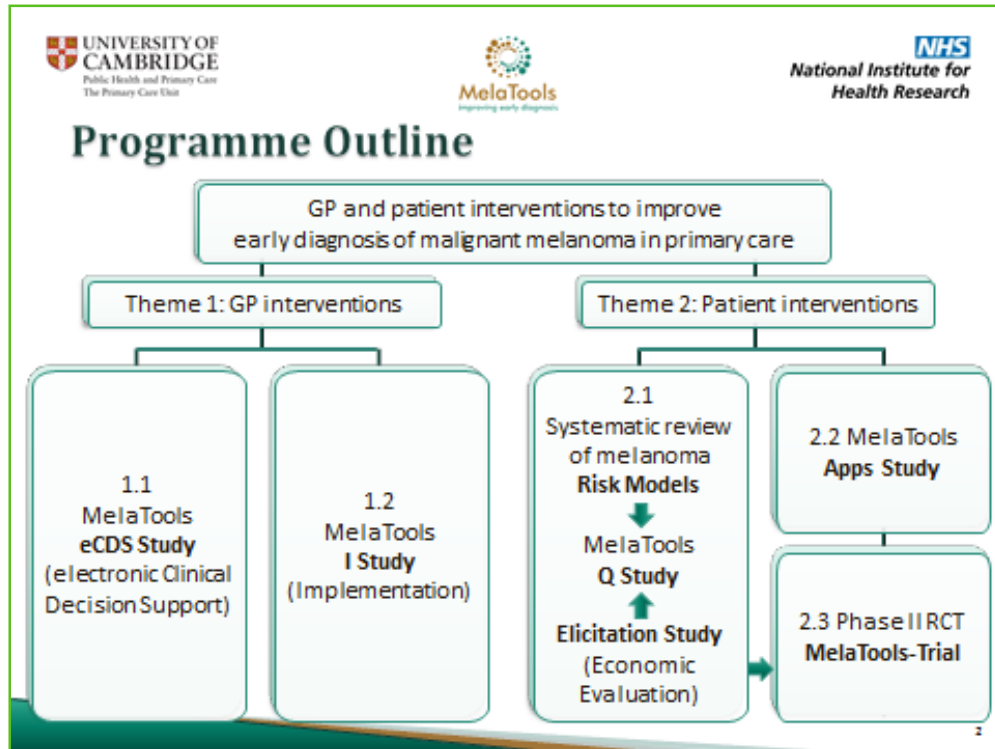 UNIVERSITY OF
CAMBRIDGE
Public Health and Primary Care
The Primary Care Unit
MelaTools
improving early diagnosis
NHS
National Institute for
Health Research
Programme Outline
GP and patient interventions to improve
early diagnosis of malignant melanoma in primary care
Theme 1: GP interventions
Theme 2: Patient interventions
1.1
MelaTools
eCDS Study
(electronic Clinical
Decision Support)
1.2
MelaTools
I Study
(Implementation)
2.1
Systematic review
of melanoma
Risk Models
MelaTools
Q Study
Elicitation Study
(Economic
Evaluation)
2.2 MelaTools
Apps Study
2.3 Phase II RCT
MelaTools-Trial
2